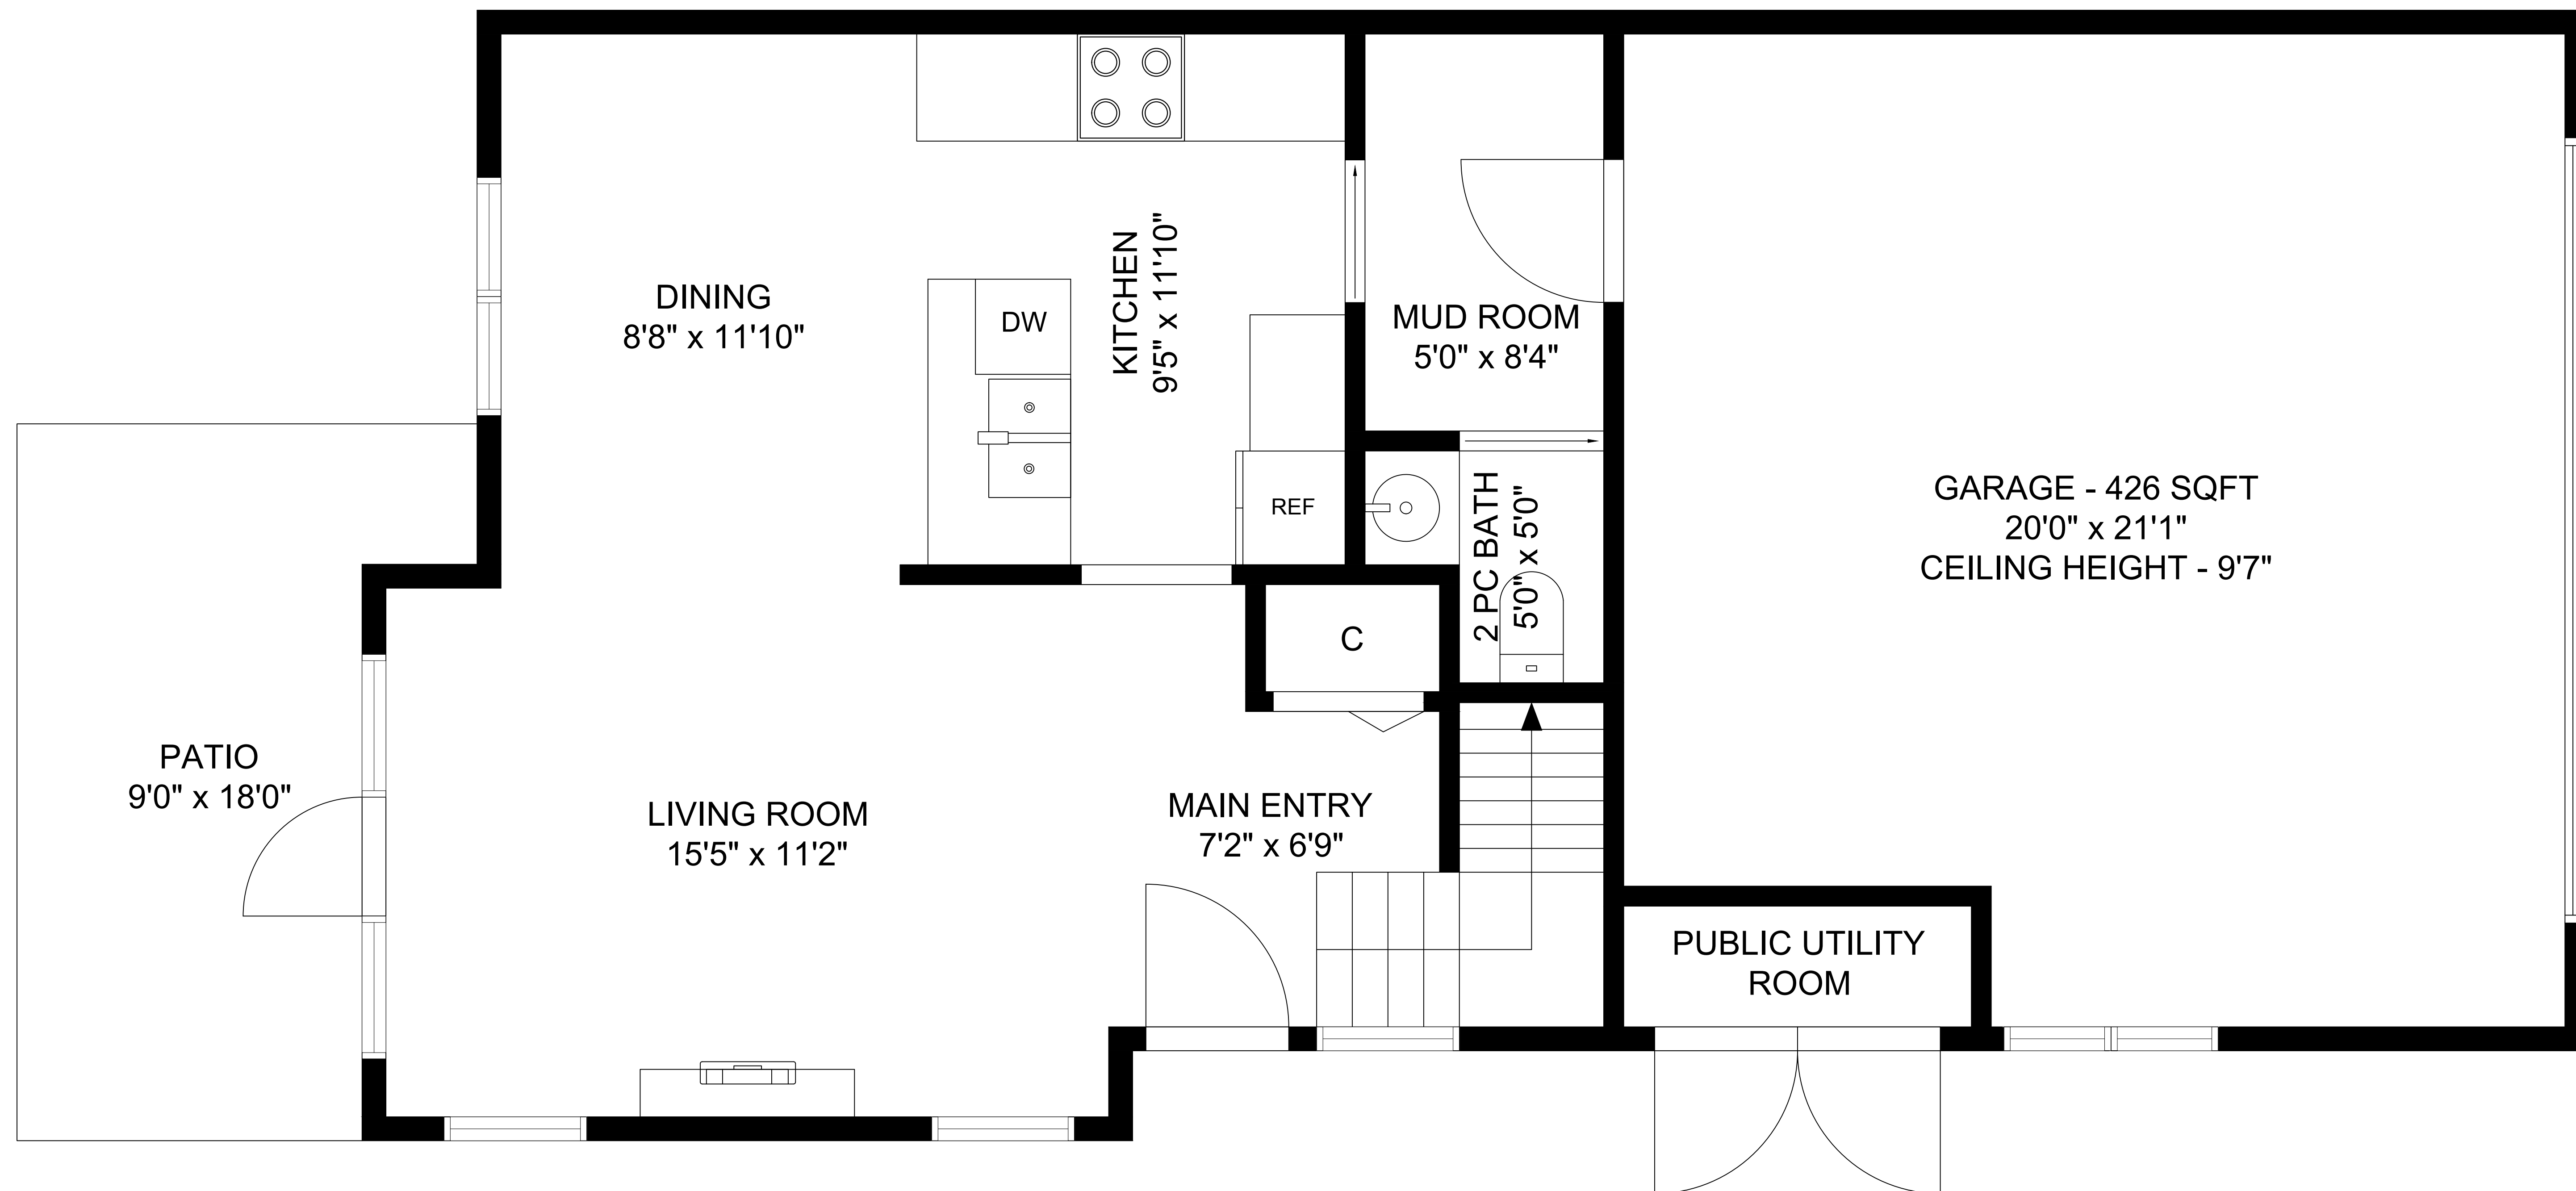 DINING
8'8" x 11'10"
DW
KITCHEN
9'5" x 11'10"
REF
MUD ROOM
5'0" x 8'4"
2 PC BATH
5'0" x 5'0"
GARAGE - 426 SQFT
20'0" x 21'1"
CEILING HEIGHT - 9'7"
C
PATIO
9'0" x 18'0"
LIVING ROOM
15'5" x 11'2"
MAIN ENTRY
7'2" x 6'9"
PUBLIC UTILITY
ROOM